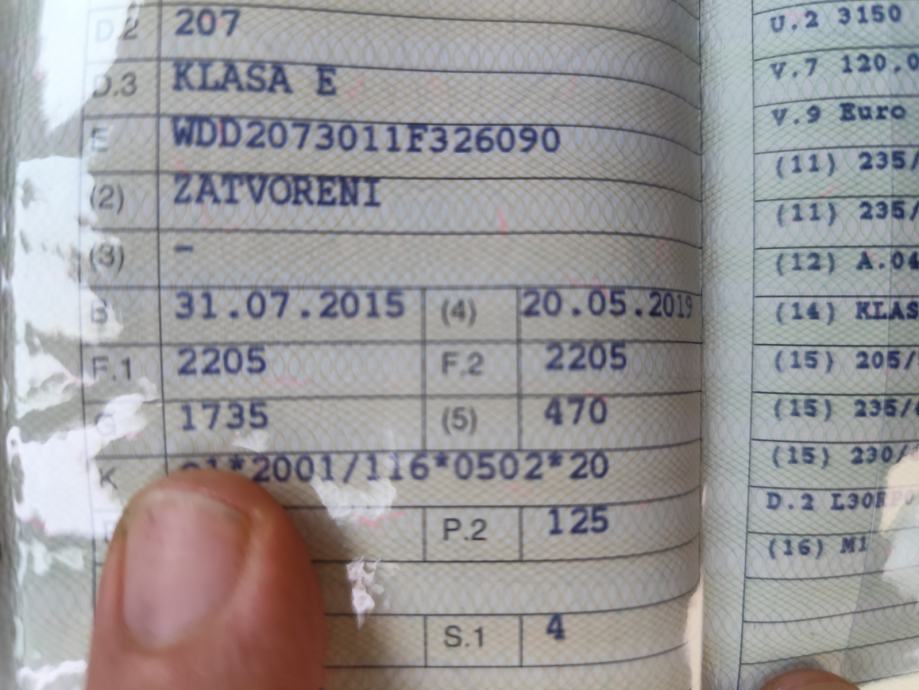 D.2 207
D.3 KLASA E
E WDD2073011F326090
(2) ZATVORENI
(3) –
B 31.07.2015 (4) 20.05.2019
F.1 2205 F.2 2205
G 1735 (5) 470
K e1*2001/116*0502*20
P.2 125
S.1 4
U.2 3150
V.7 120.0
V.9 Euro
(11) 235/
(11) 235/
(12) A.04
(14) KLAS
(15) 205/
(15) 235/
(15) 230/
D.2
(16) M1